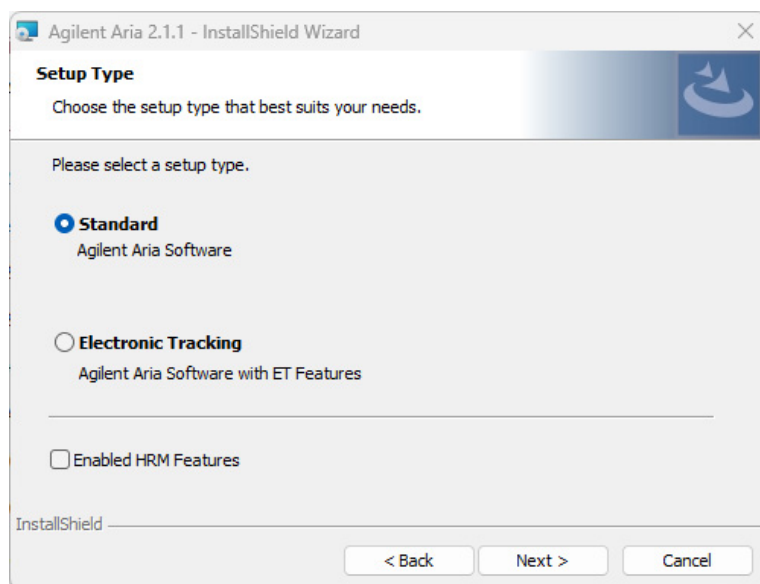 Agilent Aria 2.1.1 - InstallShield Wizard
Setup Type
Choose the setup type that best suits your needs.
Please select a setup type.
Standard
Agilent Aria Software
Electronic Tracking
Agilent Aria Software with ET Features
Enabled HRM Features
InstallShield
< Back Next > Cancel